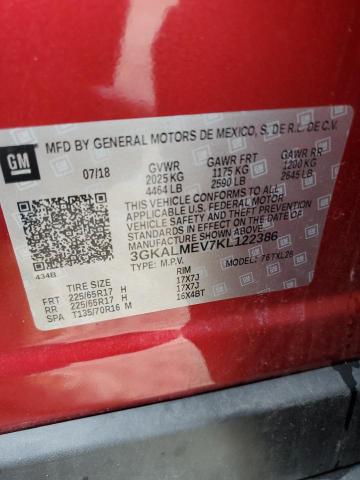 GM
MFD BY GENERAL MOTORS DE MEXICO, S. DE R.L. DE C.V.
07/18 GVWR GAWR FRT GAWR RR
2025 KG 1175 KG 1200 KG
4464 LB 2590 LB 2645 LB
THIS VEHICLE CONFORMS TO ALL APPLICABLE U.S. FEDERAL MOTOR
VEHICLE SAFETY AND THEFT PREVENTION STANDARDS IN EFFECT ON THE DATE OF
MANUFACTURE SHOWN ABOVE.
3GKALMEV7KL122386
434B TYPE: M.P.V. MODEL: 76TXL26
TIRE SIZE RIM
FRT 225/65R17 H 17X7J
RR 225/65R17 H 17X7J
SPA T135/70R16 M 16X4BT